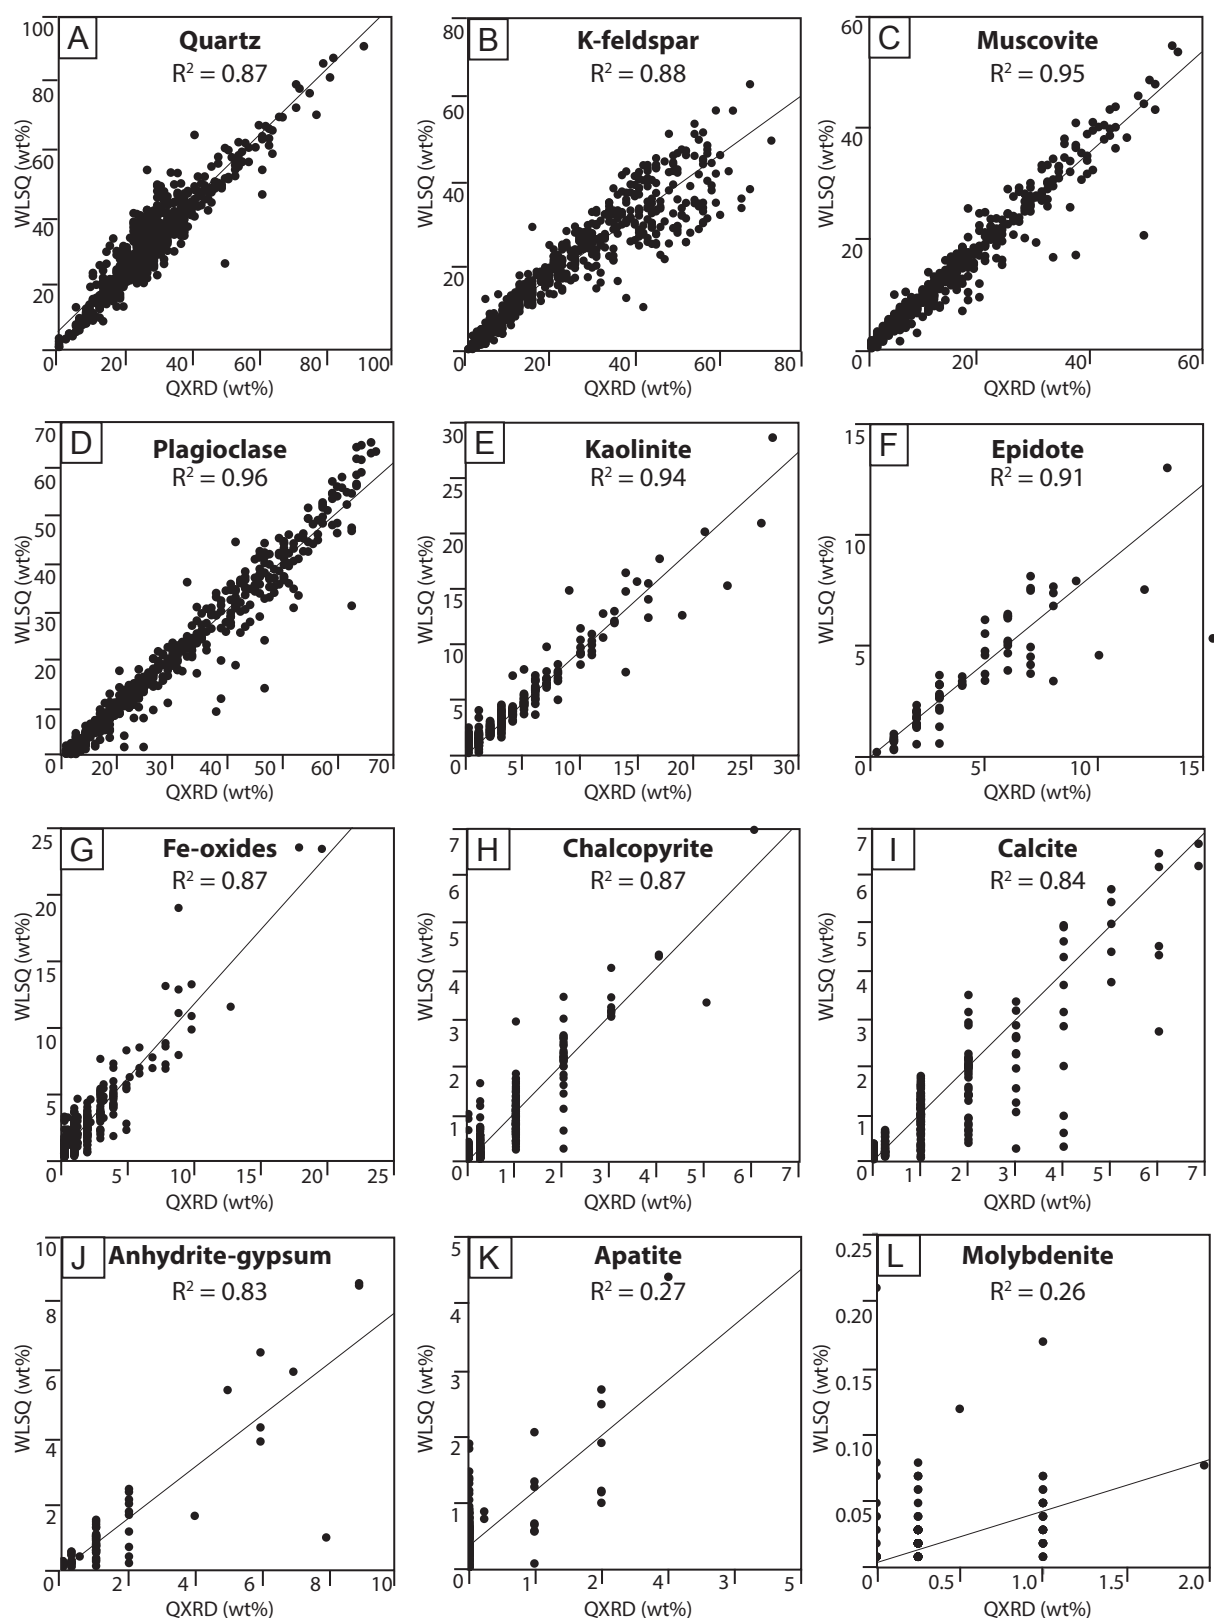 A
Quartz
R² = 0.87
100
80
60
40
20
0
20
40
60
80
100
WLSQ (wt%)
QXRD (wt%)
B
K-feldspar
R² = 0.88
80
60
40
20
0
20
40
60
80
WLSQ (wt%)
QXRD (wt%)
C
Muscovite
R² = 0.95
60
40
20
0
20
40
60
WLSQ (wt%)
QXRD (wt%)
D
Plagioclase
R² = 0.96
70
60
50
40
30
20
10
0
20
30
40
50
60
70
WLSQ (wt%)
QXRD (wt%)
E
Kaolinite
R² = 0.94
30
25
20
15
10
5
0
5
10
15
20
25
30
WLSQ (wt%)
QXRD (wt%)
F
Epidote
R² = 0.91
15
10
5
0
5
10
15
WLSQ (wt%)
QXRD (wt%)
G
Fe-oxides
R² = 0.87
25
20
15
10
5
0
5
10
15
20
25
WLSQ (wt%)
QXRD (wt%)
H
Chalcopyrite
R² = 0.87
7
6
5
4
3
2
1
0
1
2
3
4
5
6
7
WLSQ (wt%)
QXRD (wt%)
I
Calcite
R² = 0.84
7
6
5
4
3
2
1
0
1
2
3
4
5
6
7
WLSQ (wt%)
QXRD (wt%)
J
Anhydrite-gypsum
R² = 0.83
10
8
6
4
2
0
2
4
6
8
10
WLSQ (wt%)
QXRD (wt%)
K
Apatite
R² = 0.27
5
4
3
2
1
0
1
2
4
3
5
WLSQ (wt%)
QXRD (wt%)
L
Molybdenite
R² = 0.26
0.25
0.20
0.15
0.10
0.05
0
0.5
1.0
1.5
2.0
WLSQ (wt%)
QXRD (wt%)